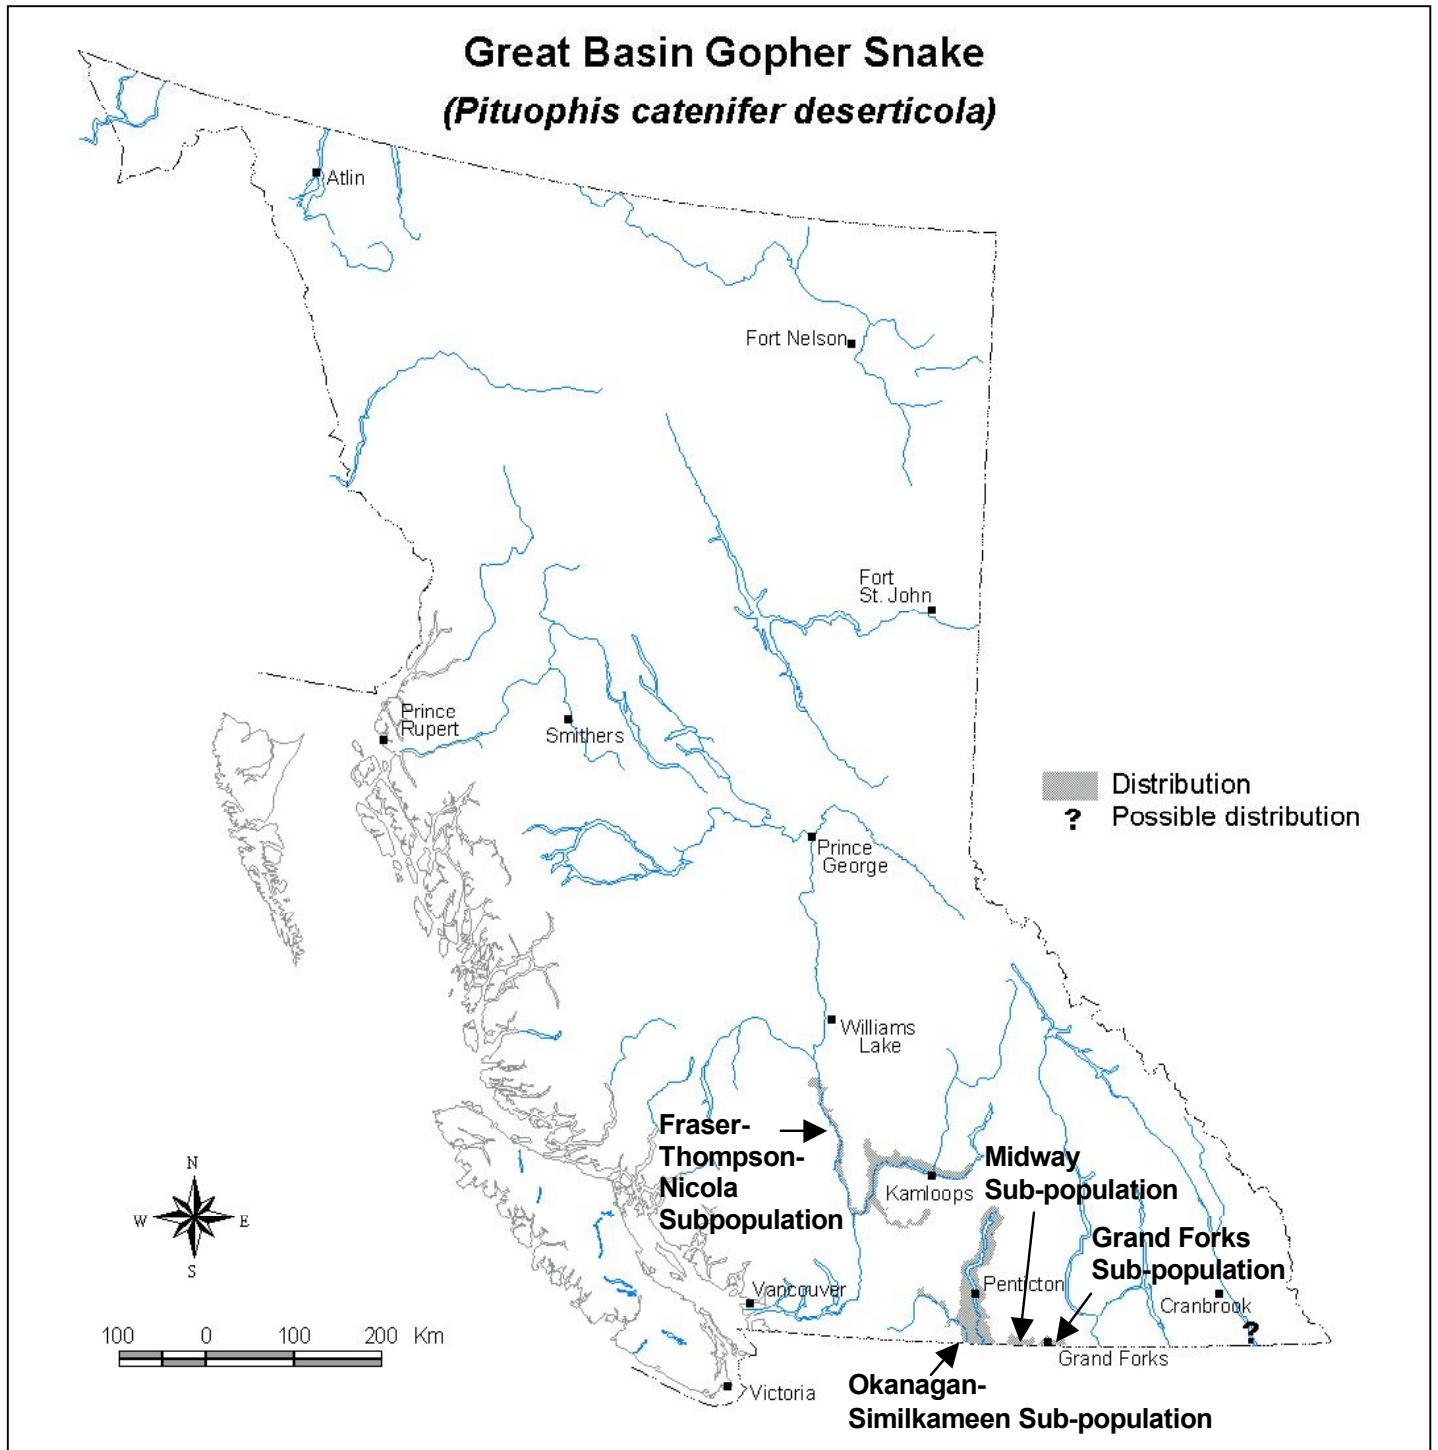 Great Basin Gopher Snake
(Pituophis catenifer deserticola)
Atlin
Fort Nelson
Fort
St. John
Prince
Rupert
Smithers
Distribution
? Possible distribution
Prince
George
Williams
Lake
Fraser-
Thompson-
Nicola
Subpopulation
Kamloops
Midway
Sub-population
Grand Forks
Sub-population
N
W E
S
Vancouver
Penticton
Cranbrook
?
100 0 100 200 Km
Grand Forks
Victoria
Okanagan-
Similkameen Sub-population